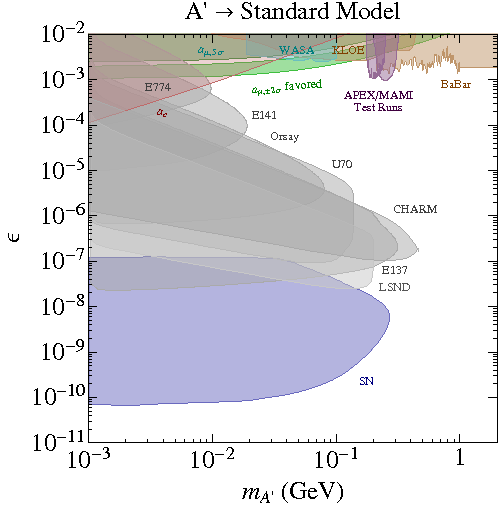 A' → Standard Model
10⁻²
10⁻³
10⁻⁴
10⁻⁵
10⁻⁶
10⁻⁷
10⁻⁸
10⁻⁹
10⁻¹⁰
10⁻¹¹
ϵ
a_μ,5σ
WASA
KLOE
BaBar
E774
a_μ,±2σ favored
APEX/MAMI
Test Runs
a_e
E141
Orsay
U70
CHARM
E137
LSND
SN
10⁻³
10⁻²
10⁻¹
1
m_A' (GeV)